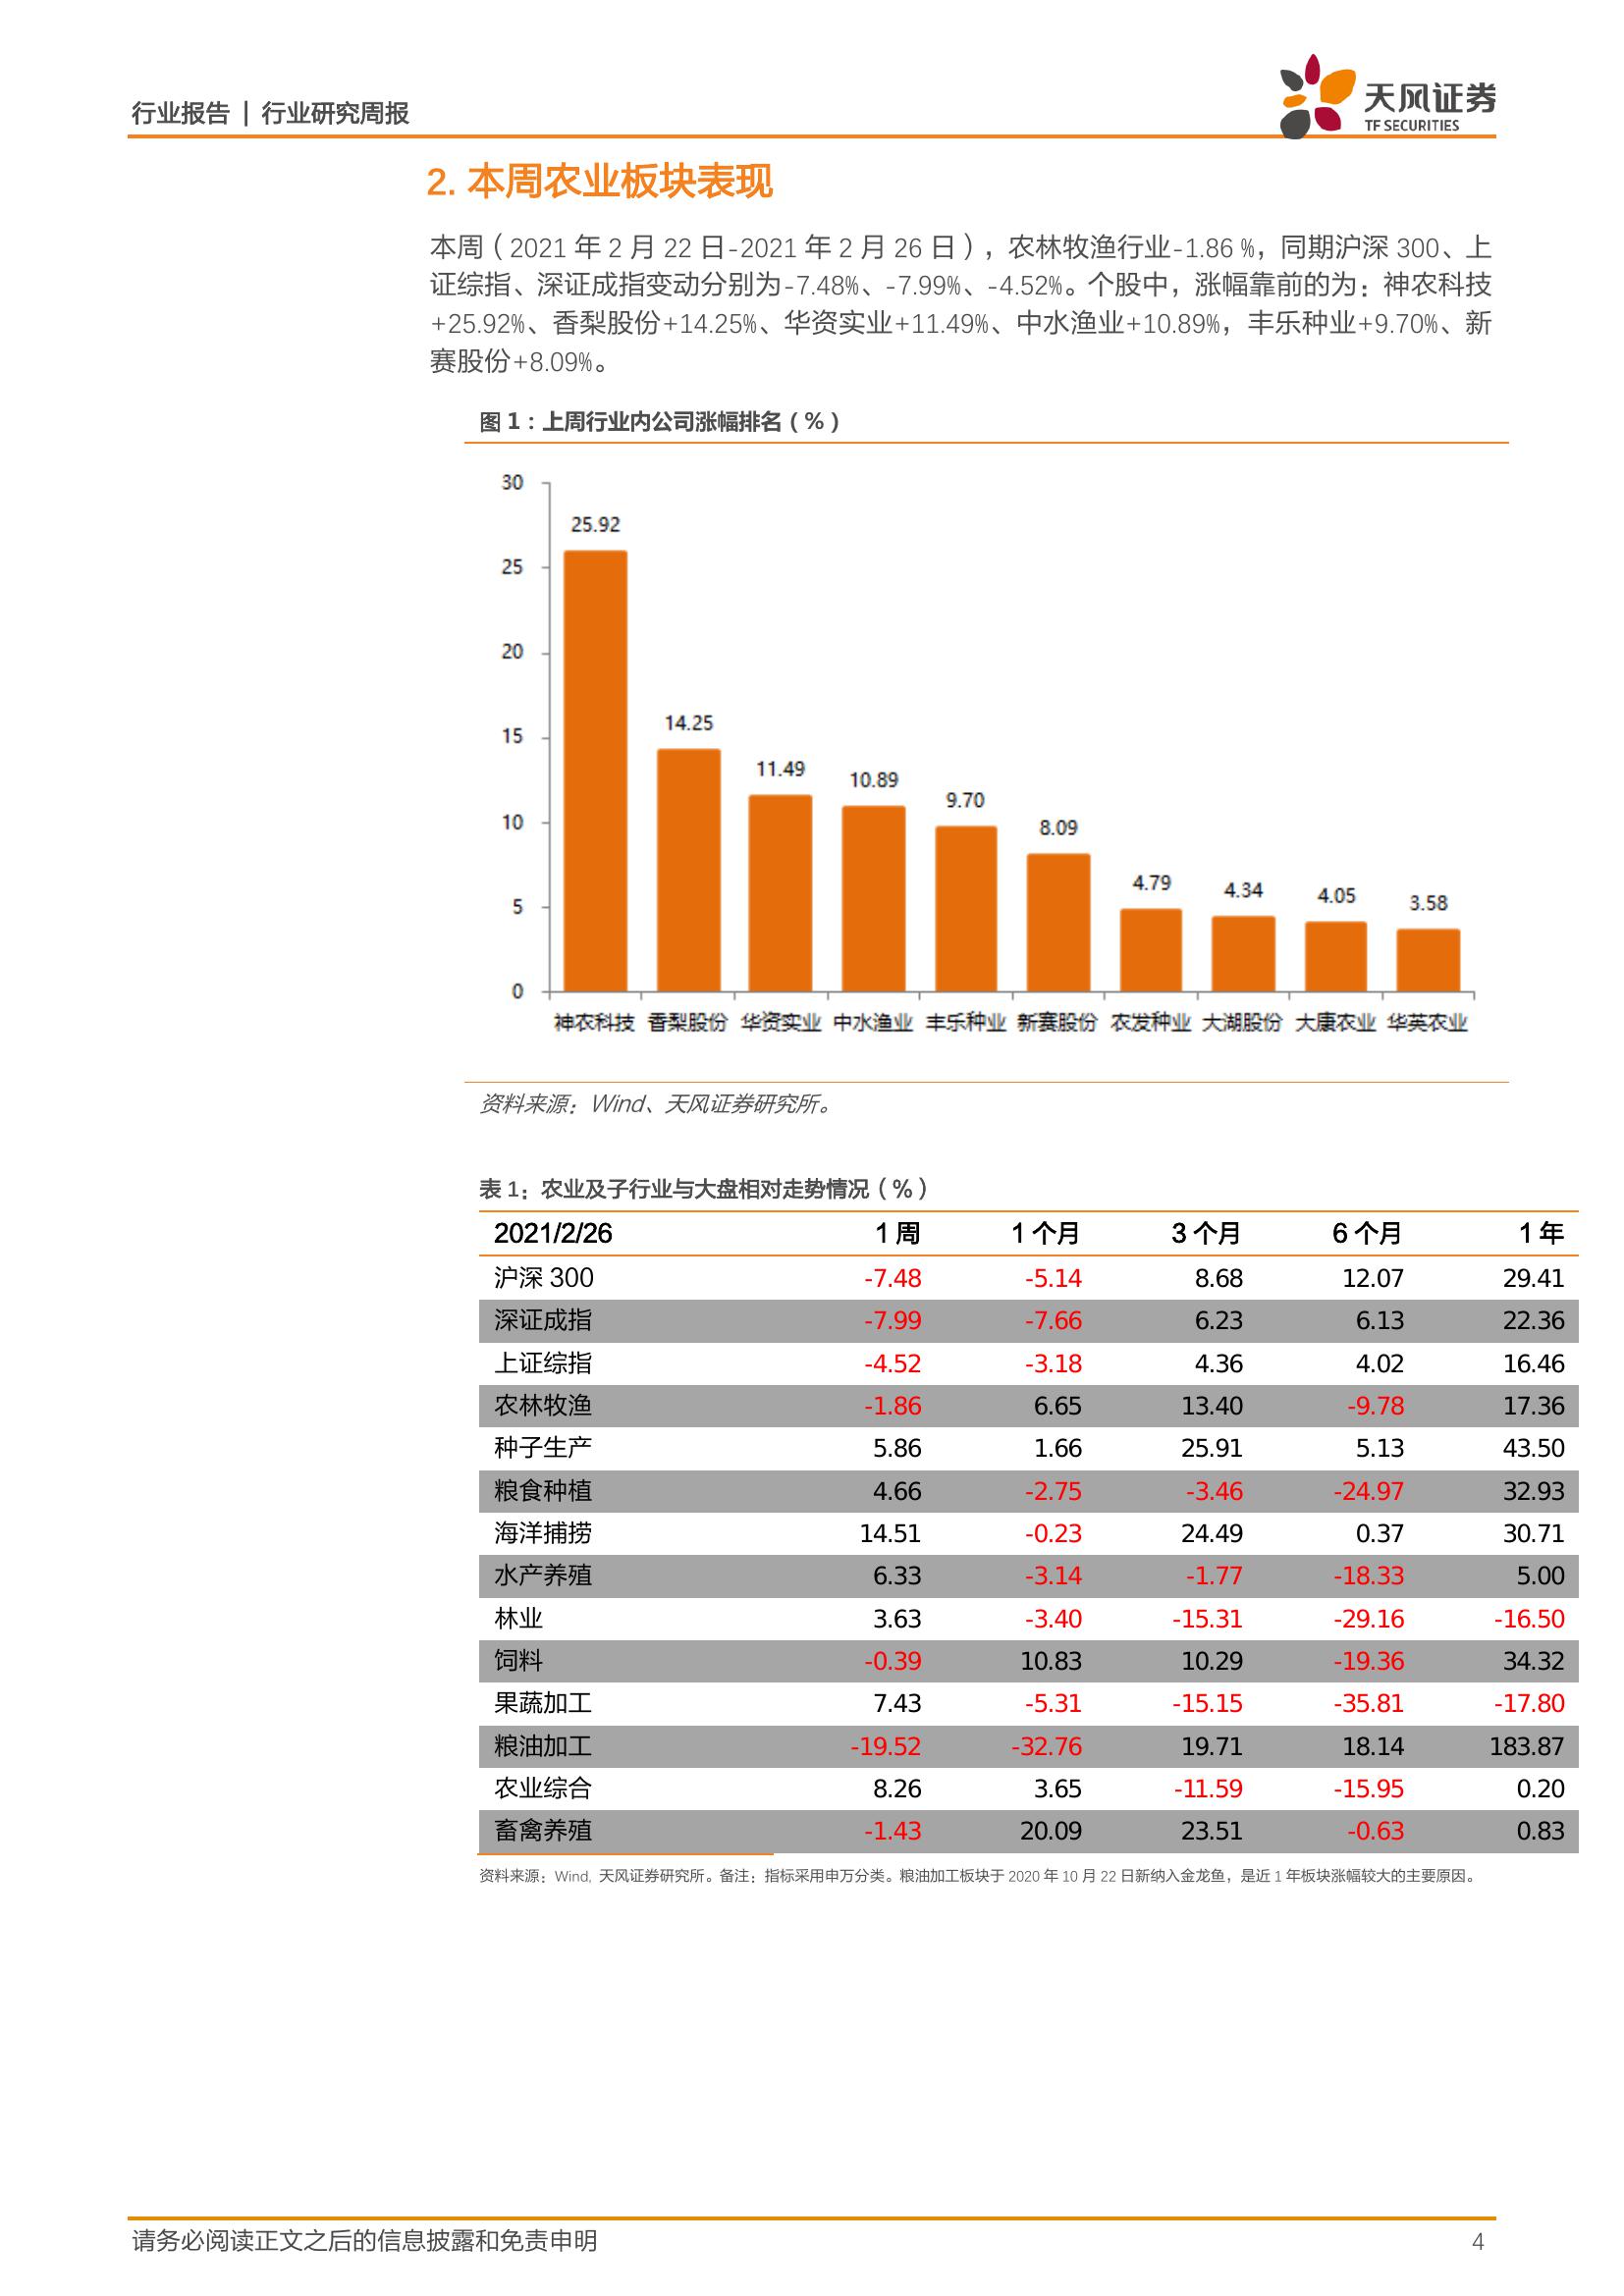 行业报告 | 行业研究周报
天风证券
TF SECURITIES
2. 本周农业板块表现
本周（2021 年 2 月 22 日-2021 年 2 月 26 日），农林牧渔行业-1.86 %，同期沪深 300、上
证综指、深证成指变动分别为-7.48%、-7.99%、-4.52%。个股中，涨幅靠前的为：神农科技
+25.92%、香梨股份+14.25%、华资实业+11.49%、中水渔业+10.89%，丰乐种业+9.70%、新
赛股份+8.09%。
图 1：上周行业内公司涨幅排名（%）
30
25
20
15
10
5
0
25.92
14.25
11.49
10.89
9.70
8.09
4.79
4.34
4.05
3.58
神农科技 香梨股份 华资实业 中水渔业 丰乐种业 新赛股份 农发种业 大湖股份 大康农业 华英农业
资料来源：Wind、天风证券研究所。
表 1：农业及子行业与大盘相对走势情况（%）
2021/2/26 1 周 1 个月 3 个月 6 个月 1 年
沪深 300 -7.48 -5.14 8.68 12.07 29.41
深证成指 -7.99 -7.66 6.23 6.13 22.36
上证综指 -4.52 -3.18 4.36 4.02 16.46
农林牧渔 -1.86 6.65 13.40 -9.78 17.36
种子生产 5.86 1.66 25.91 5.13 43.50
粮食种植 4.66 -2.75 -3.46 -24.97 32.93
海洋捕捞 14.51 -0.23 24.49 0.37 30.71
水产养殖 6.33 -3.14 -1.77 -18.33 5.00
林业 3.63 -3.40 -15.31 -29.16 -16.50
饲料 -0.39 10.83 10.29 -19.36 34.32
果蔬加工 7.43 -5.31 -15.15 -35.81 -17.80
粮油加工 -19.52 -32.76 19.71 18.14 183.87
农业综合 8.26 3.65 -11.59 -15.95 0.20
畜禽养殖 -1.43 20.09 23.51 -0.63 0.83
资料来源：Wind, 天风证券研究所。备注：指标采用申万分类。粮油加工板块于 2020 年 10 月 22 日新纳入金龙鱼，是近 1 年板块涨幅较大的主要原因。
请务必阅读正文之后的信息披露和免责申明 4